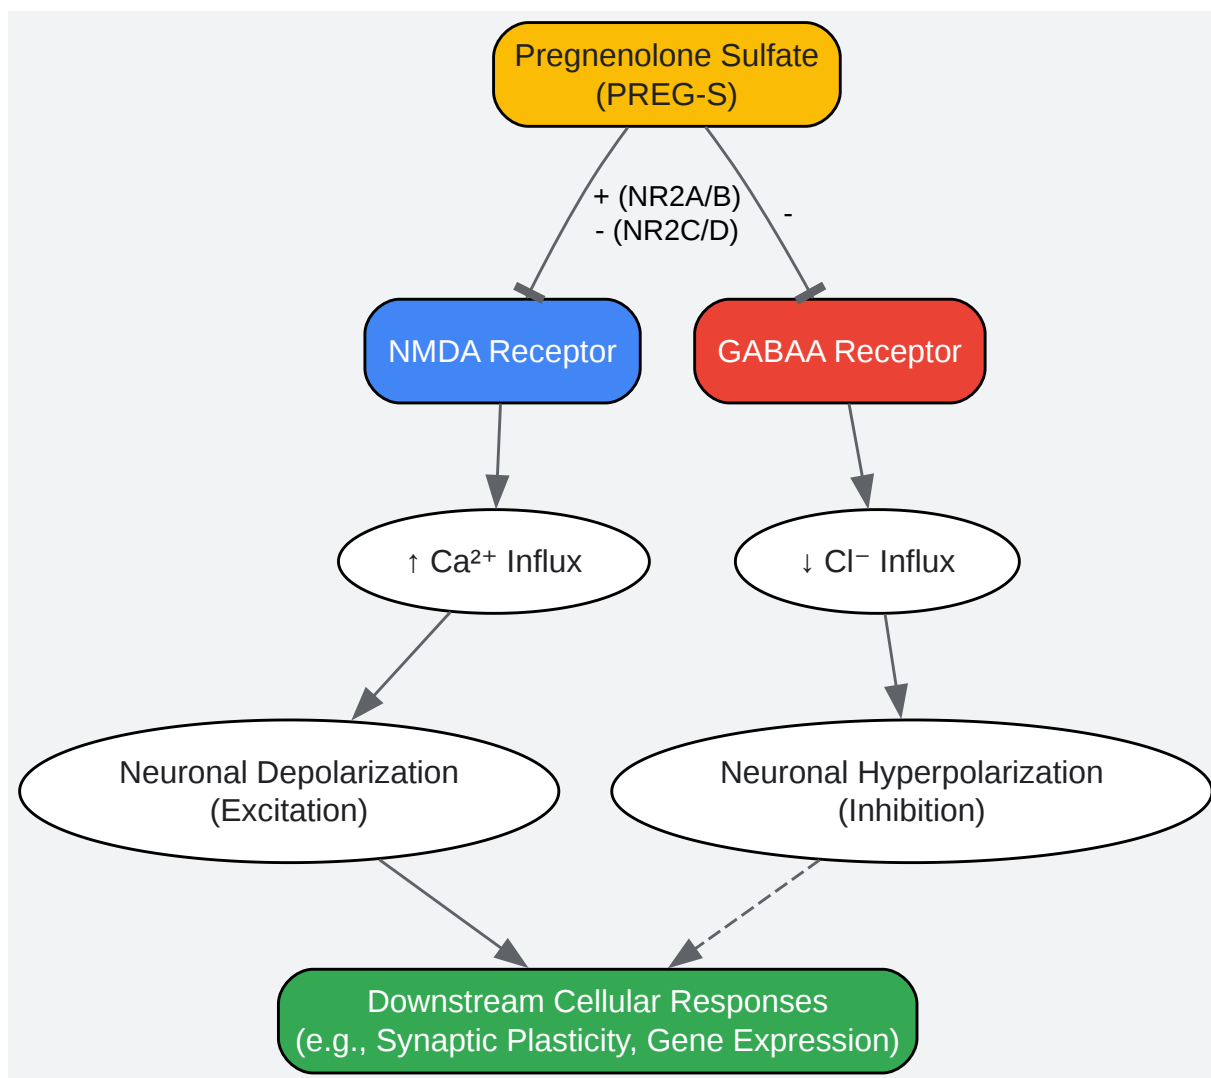 Pregnenolone Sulfate
(PREG-S)
+ (NR2A/B)
- (NR2C/D)
-
NMDA Receptor
GABAA Receptor
↑ Ca²⁺ Influx
↓ Cl⁻ Influx
Neuronal Depolarization
(Excitation)
Neuronal Hyperpolarization
(Inhibition)
Downstream Cellular Responses
(e.g., Synaptic Plasticity, Gene Expression)